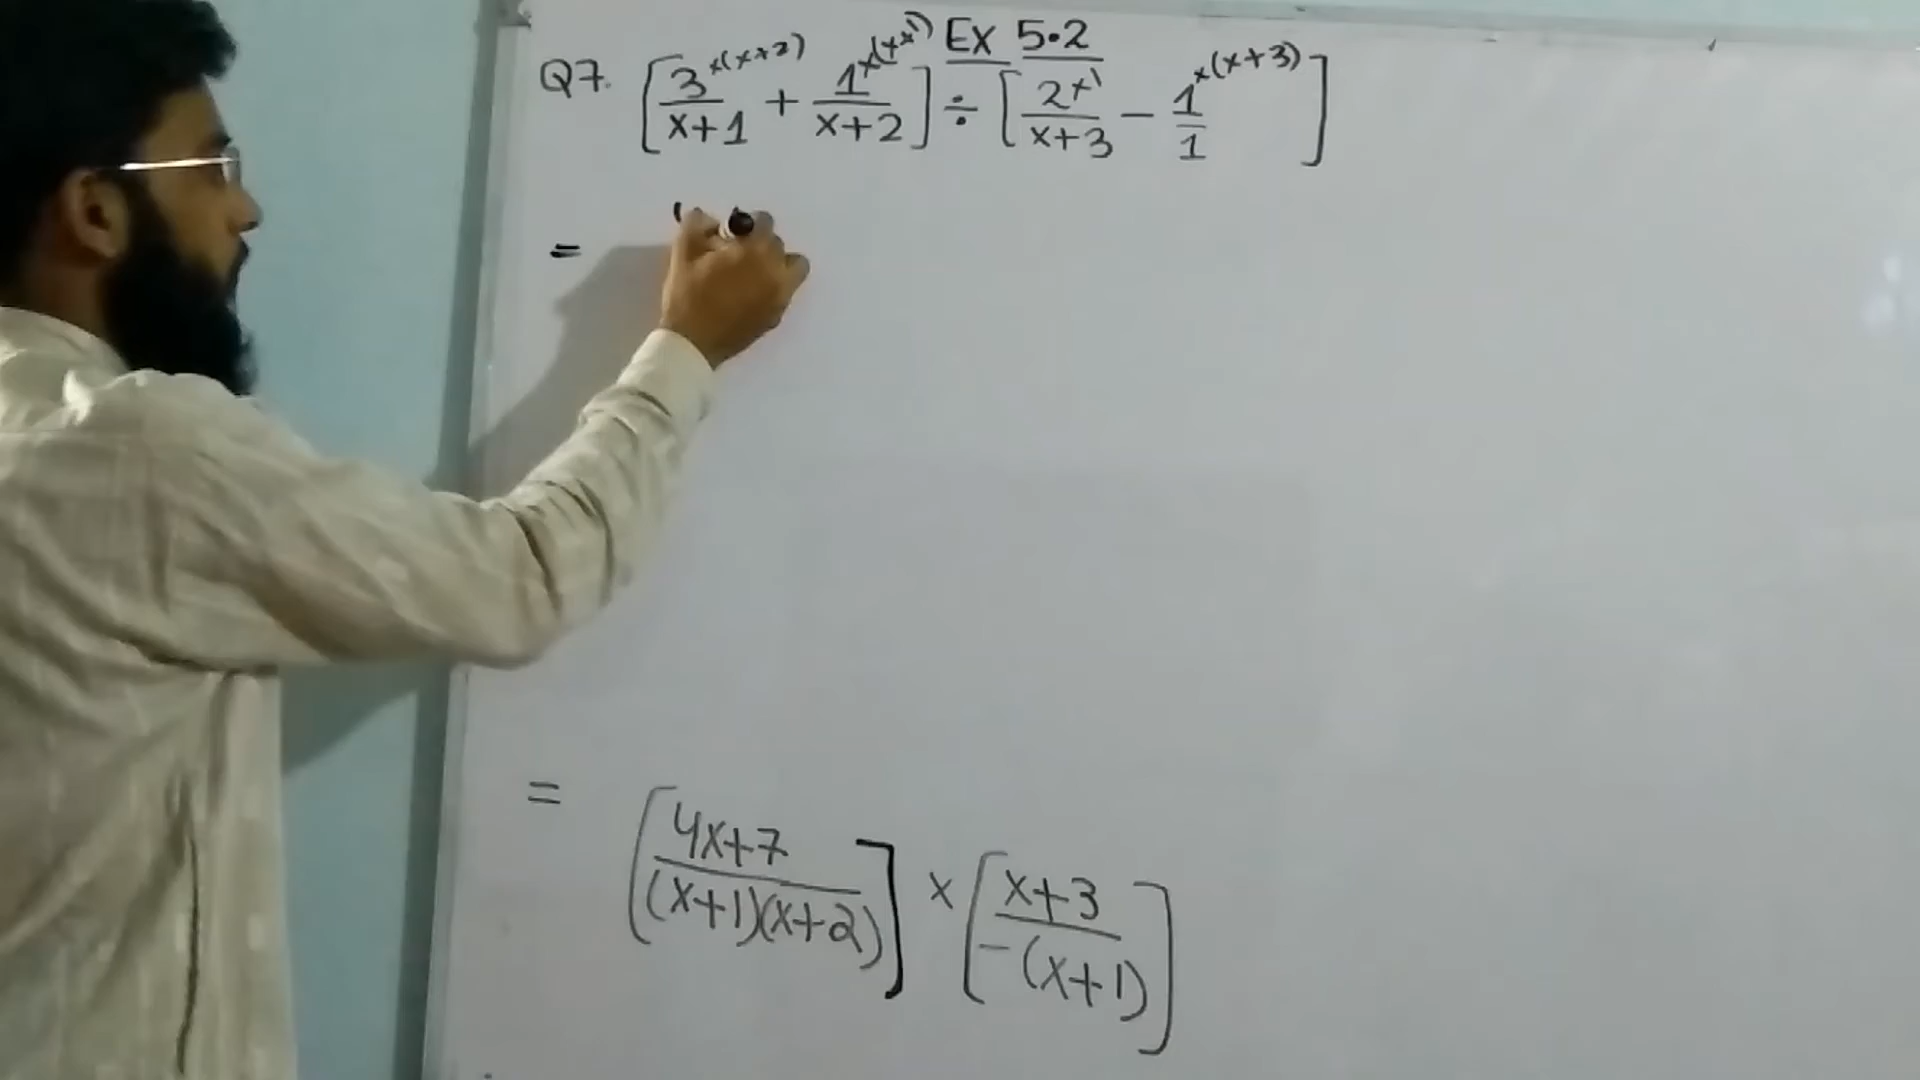 Ex 5.2
Q7. [3×(x+2)/x+1 + 1×(x+1)/x+2] ÷ [2×1/x+3 − 1×(x+3)/1]
=
= [4x+7/(x+1)(x+2)] × [x+3/−(x+1)]